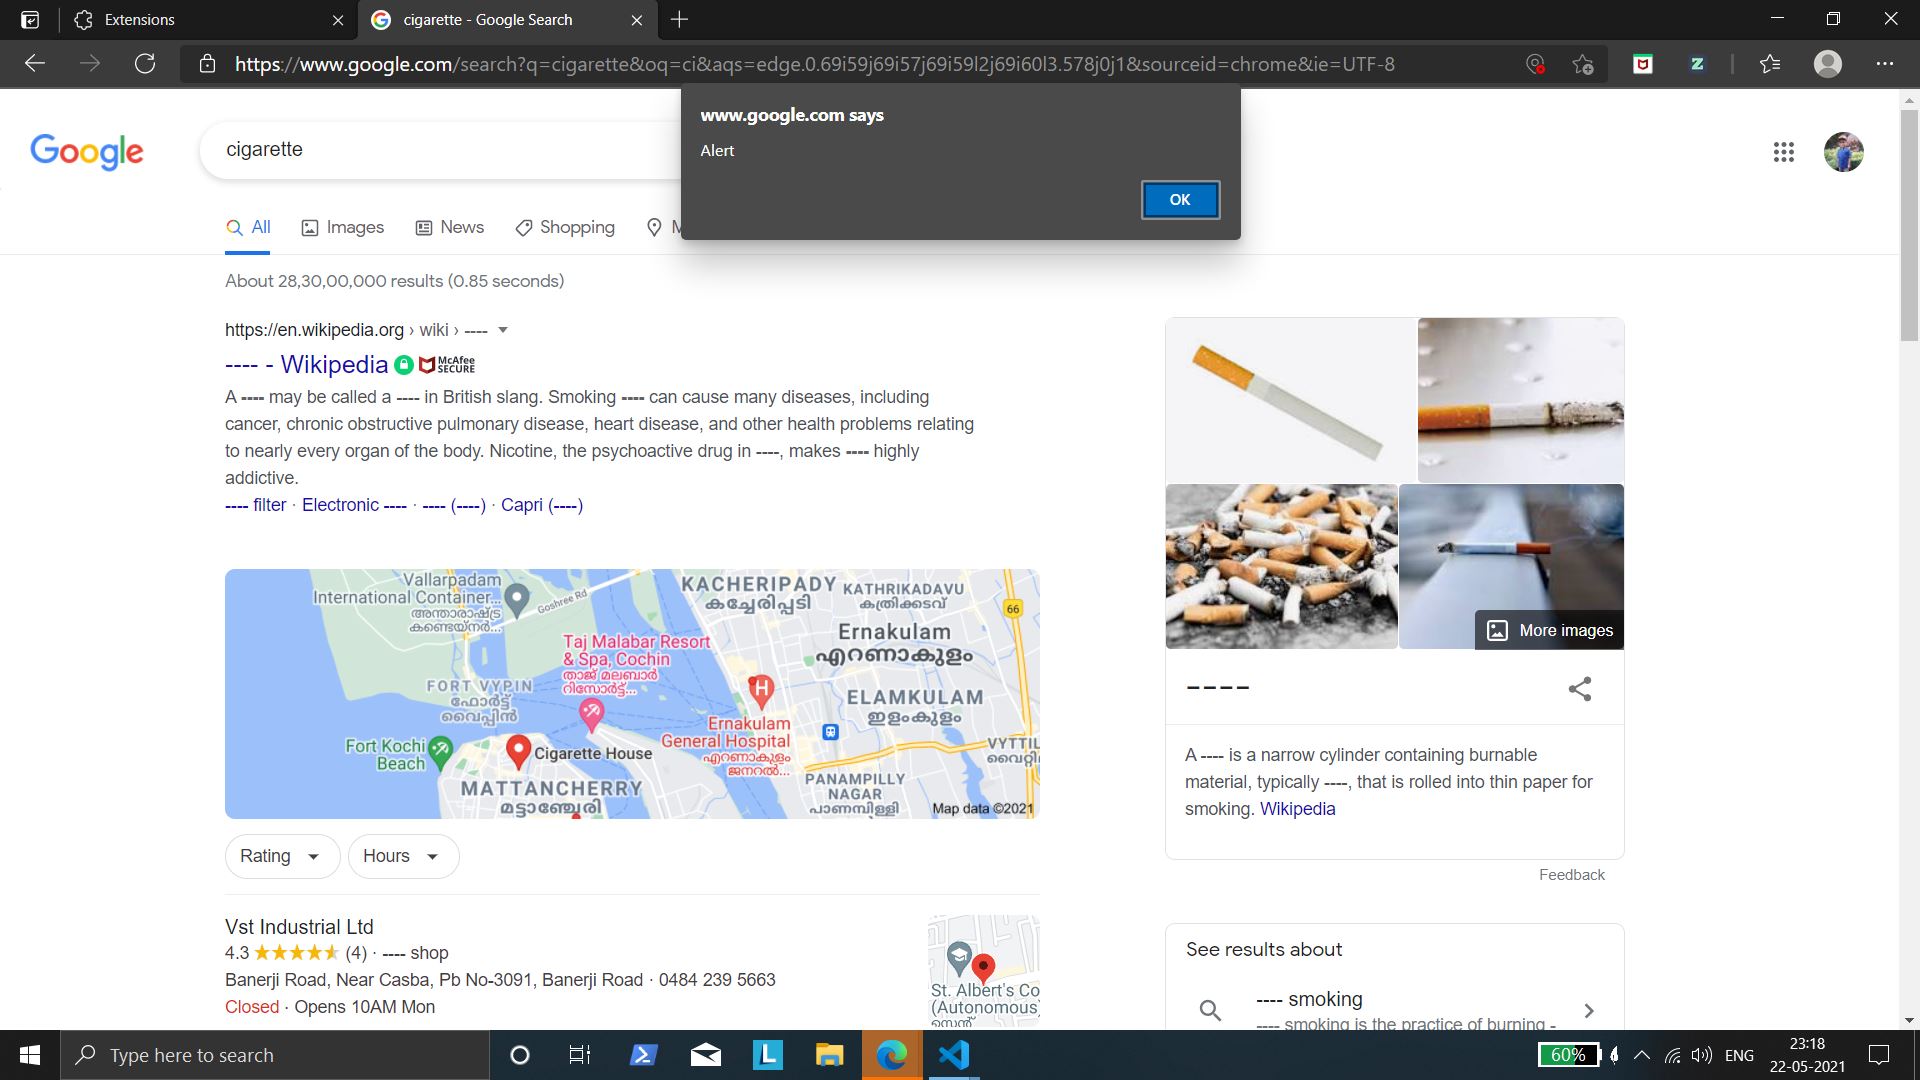 Extensions
cigarette - Google Search
https://www.google.com/search?q=cigarette&oq=ci&aqs=edge.0.69i59j69i57j69i59l2j69i60l3.578j0j1&sourceid=chrome&ie=UTF-8
www.google.com says
Alert
OK
Google
cigarette
All
Images
News
Shopping
M
About 28,30,00,000 results (0.85 seconds)
https://en.wikipedia.org › wiki › ----
---- - Wikipedia
McAfee
SECURE
A ---- may be called a ---- in British slang. Smoking ---- can cause many diseases, including
cancer, chronic obstructive pulmonary disease, heart disease, and other health problems relating
to nearly every organ of the body. Nicotine, the psychoactive drug in ----, makes ---- highly
addictive.
---- filter · Electronic ---- · ---- (----) · Capri (----)
Vallarpadam
International Container...
അന്താരാഷ്ട്ര
കണ്ടെയ്നർ...
Goshree Rd
KACHERIPADY
കച്ചേരിപ്പടി
KATHRIKADAVU
കത്രിക്കടവ്
66
Ernakulam
എറണാകുളം
Taj Malabar Resort
& Spa, Cochin
താജ് മലബാർ
റിസോർട്ട്...
FORT VYPIN
ഫോർട്ട്
വൈപ്പിൻ
H
ELAMKULAM
ഇളംകുളം
Ernakulam
General Hospital
എറണാകുളം
ജനറൽ...
Fort Kochi
Beach
Cigarette House
VYTTIL
വൈറ്റി
MATTANCHERRY
മട്ടാഞ്ചേരി
PANAMPILLY
NAGAR
പാണമ്പിള്ളി
Map data ©2021
Rating
Hours
Vst Industrial Ltd
4.3 ★★★★★ (4) · ---- shop
Banerji Road, Near Casba, Pb No-3091, Banerji Road · 0484 239 5663
Closed · Opens 10AM Mon
St. Albert's Co
(Autonomous)
സെന്റ്
More images
----
A ---- is a narrow cylinder containing burnable
material, typically ----, that is rolled into thin paper for
smoking. Wikipedia
Feedback
See results about
---- smoking
---- smoking is the practice of burning -
Type here to search
L
60%
ENG
23:18
22-05-2021